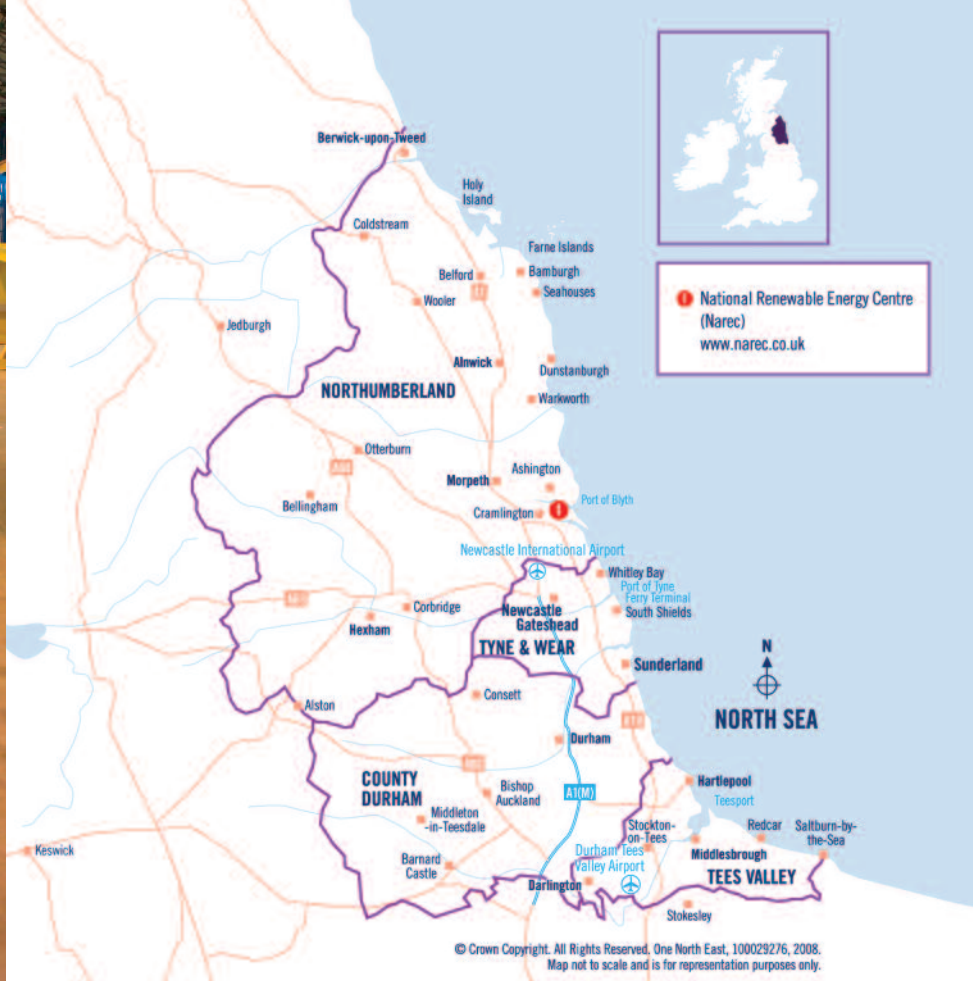 Berwick-upon-Tweed
Holy
Island
Coldstream
Farne Islands
Belford
Bamburgh
Wooler
Seahouses
National Renewable Energy Centre
(Narec)
www.narec.co.uk
Jedburgh
Alnwick
Dunstanburgh
NORTHUMBERLAND
Warkworth
Otterburn
Morpeth
Ashington
Bellingham
Cramlington
Port of Blyth
Newcastle International Airport
Whitley Bay
Port of Tyne
Ferry Terminal
Corbridge
Newcastle
Gateshead
South Shields
Hexham
TYNE & WEAR
Sunderland
N
Consett
Alston
NORTH SEA
Durham
COUNTY
DURHAM
Hartlepool
Bishop
Auckland
A1(M)
Teesport
Middleton
-in-Teesdale
Stockton-
on-Tees
Redcar
Saltburn-by-
the-Sea
Keswick
Barnard
Castle
Durham Tees
Valley Airport
Middlesbrough
Darlington
TEES VALLEY
Stokesley
© Crown Copyright. All Rights Reserved. One North East, 100029276, 2008.
Map not to scale and is for representation purposes only.